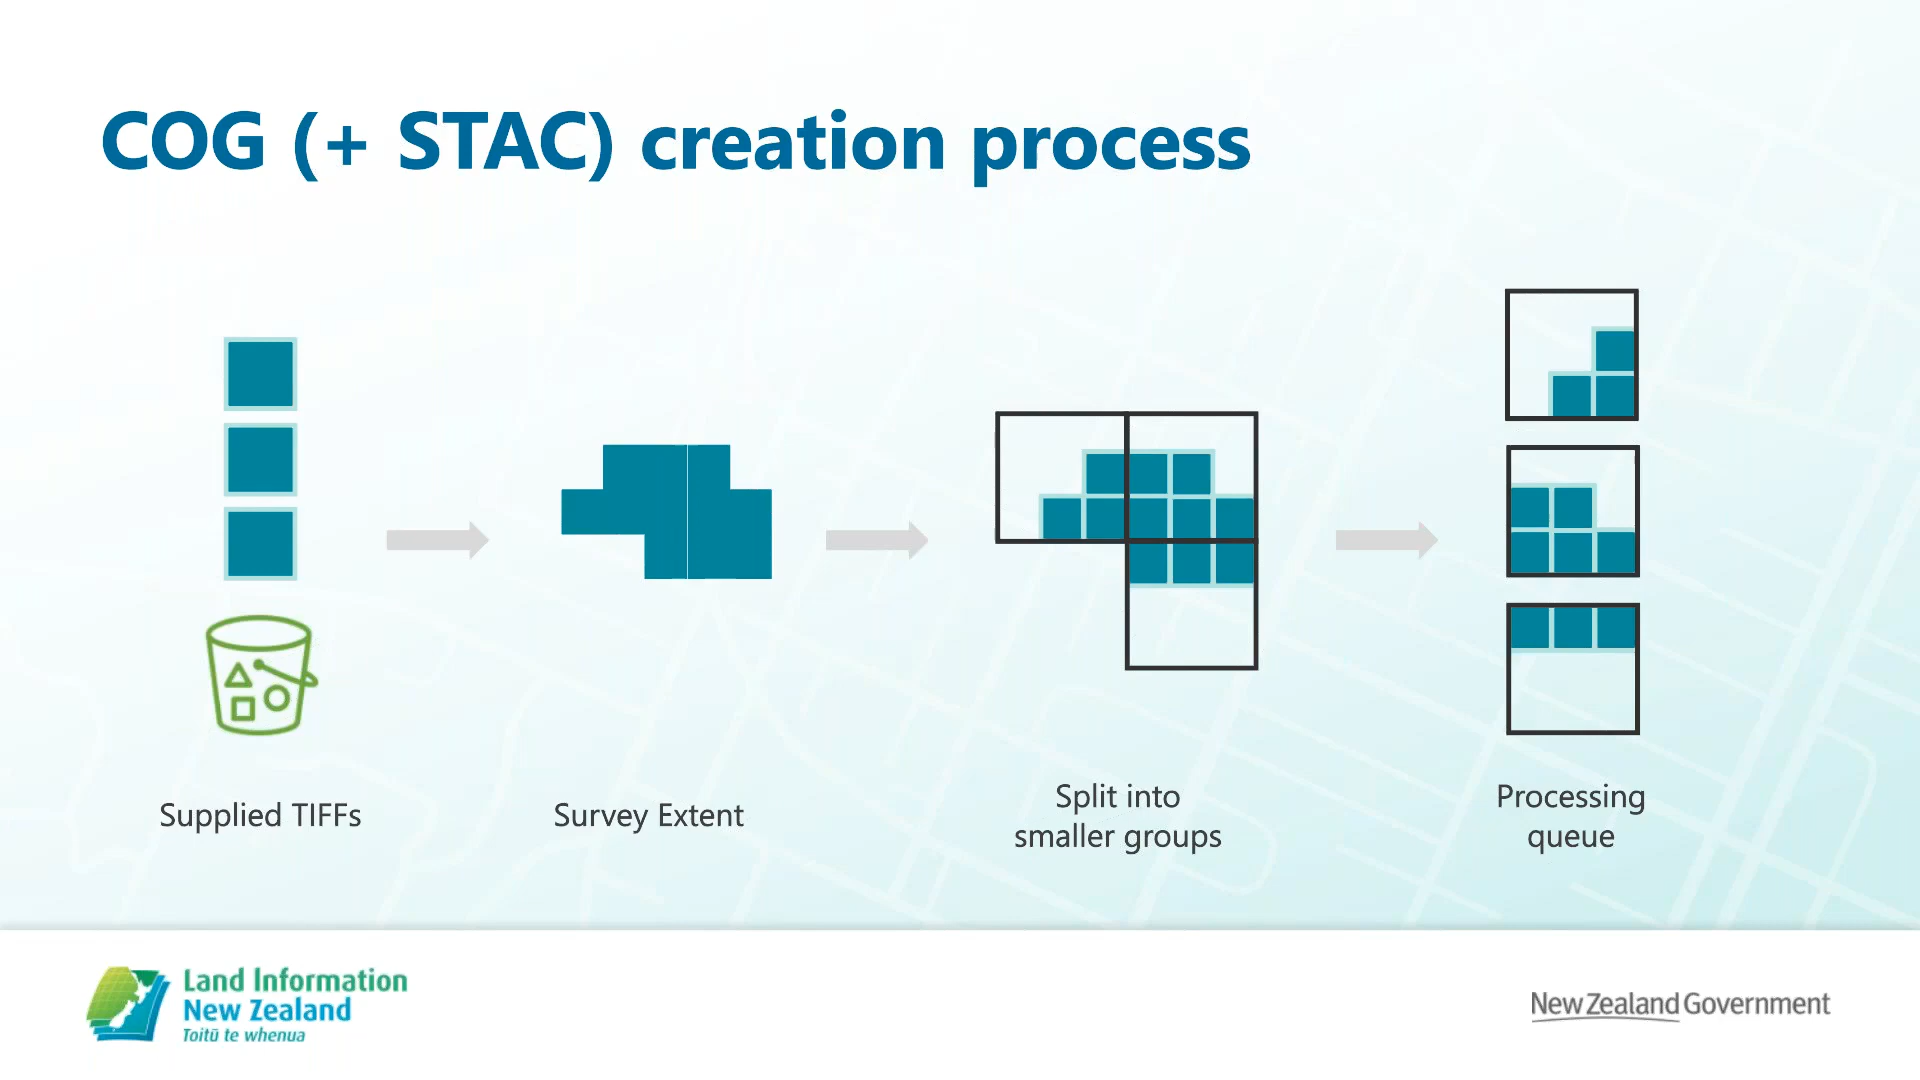 COG (+ STAC) creation process
Supplied TIFFs
Survey Extent
Split into
smaller groups
Processing
queue
Land Information
New Zealand
Toitū te whenua
New Zealand Government